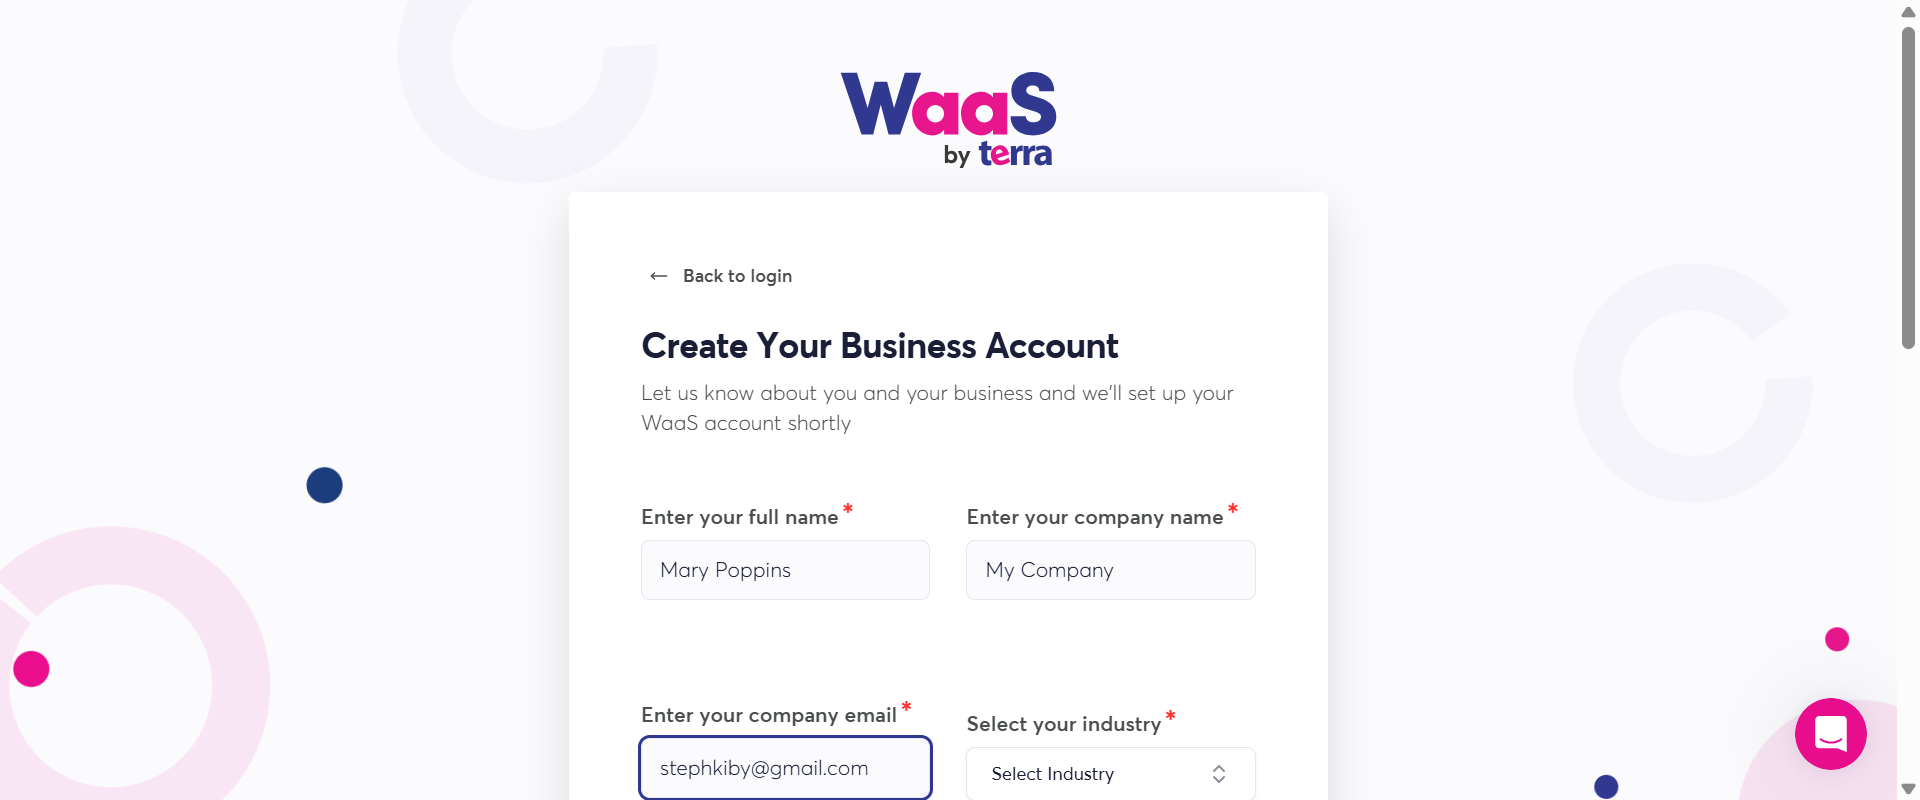 WaaS
by terra
← Back to login
Create Your Business Account
Let us know about you and your business and we'll set up your
WaaS account shortly
Enter your full name*
Enter your company name*
Mary Poppins
My Company
Enter your company email*
Select your industry*
stephkiby@gmail.com
Select Industry